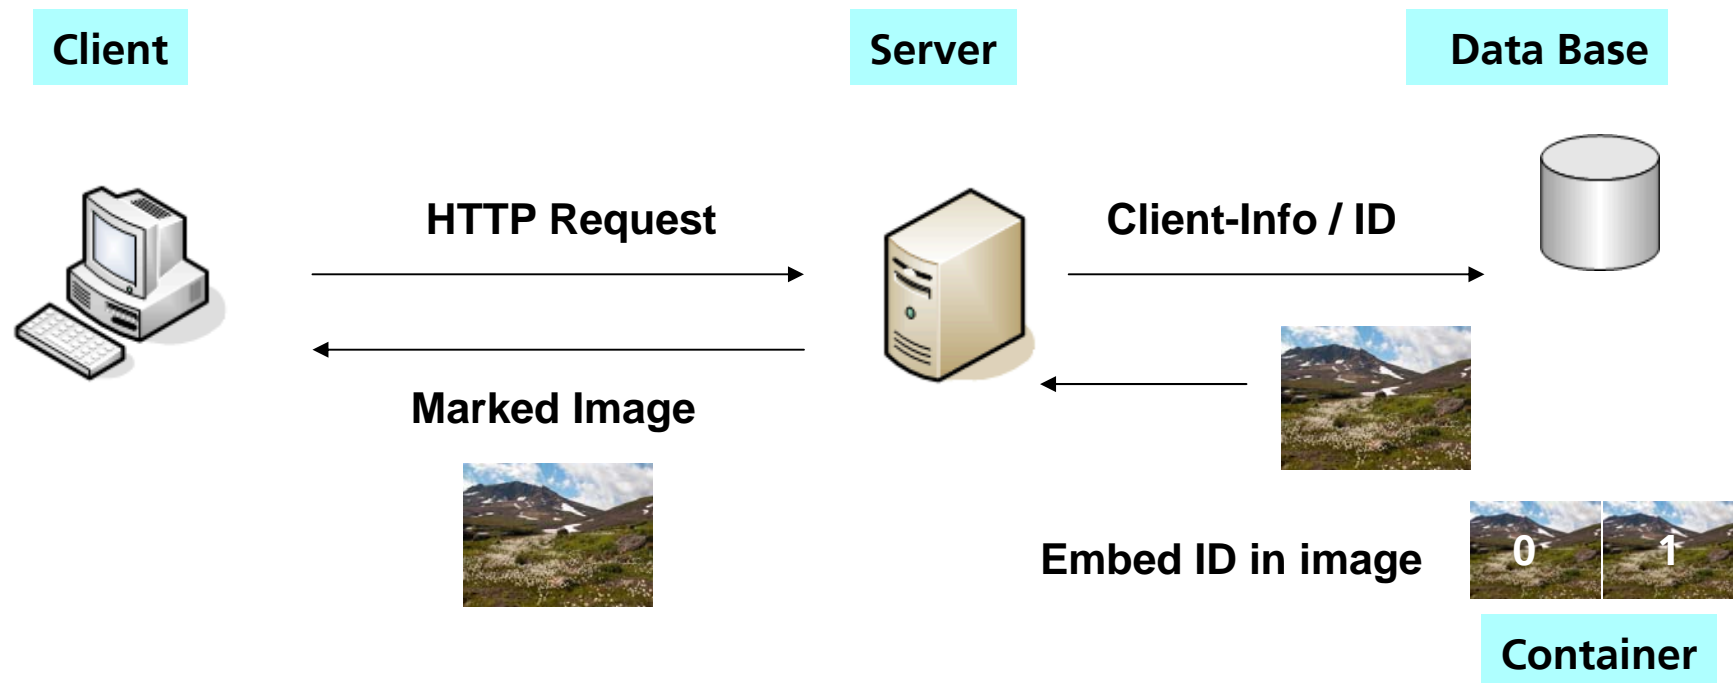 Client
Server
Data Base
HTTP Request
Client-Info / ID
Marked Image
Embed ID in image
0
1
Container